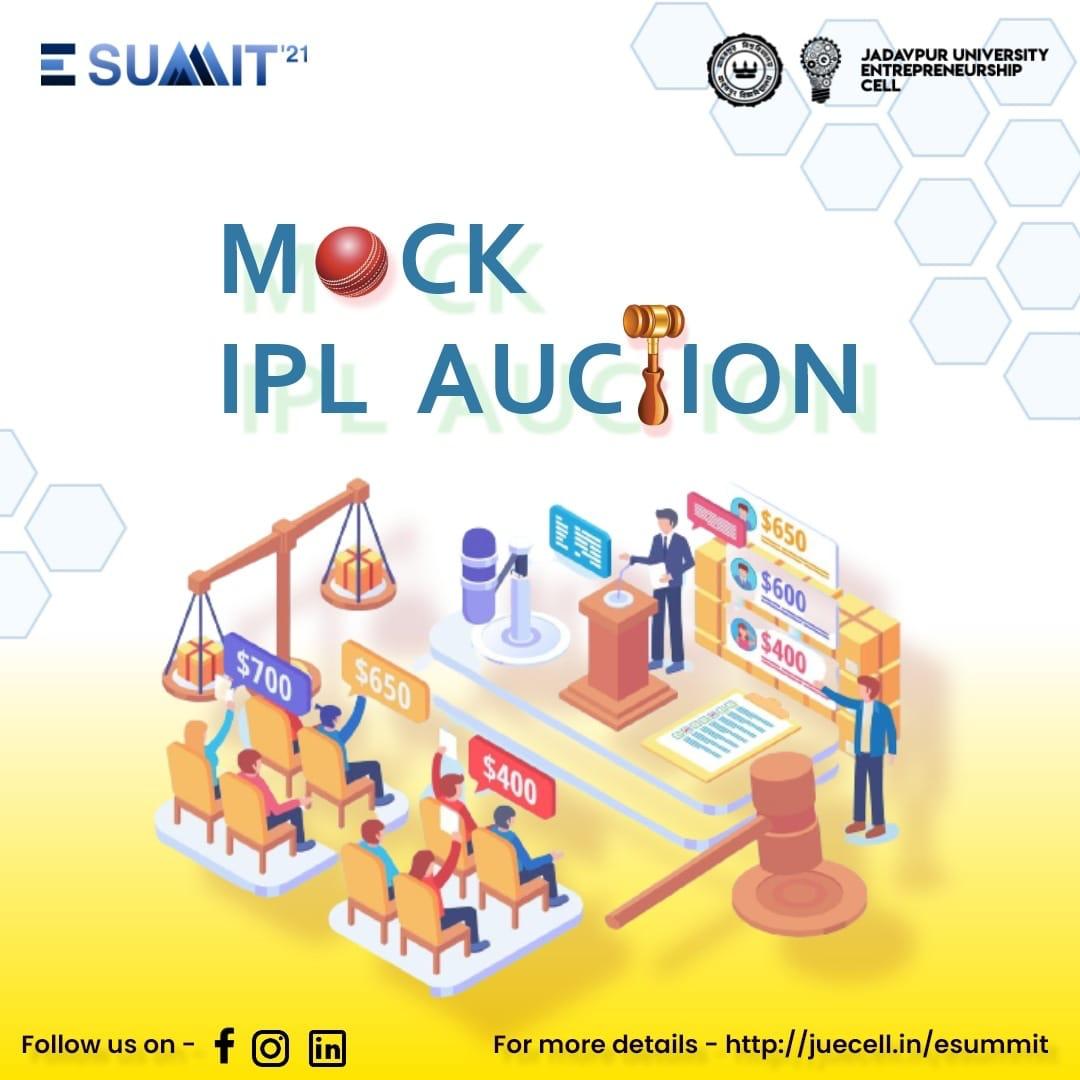 E SUMMIT'21
JADAVPUR UNIVERSITY
ENTREPRENEURSHIP
CELL
MOCK
IPL AUCTION
$650
$600
$400
$700
$650
$400
Follow us on -
For more details - http://juecell.in/esummit